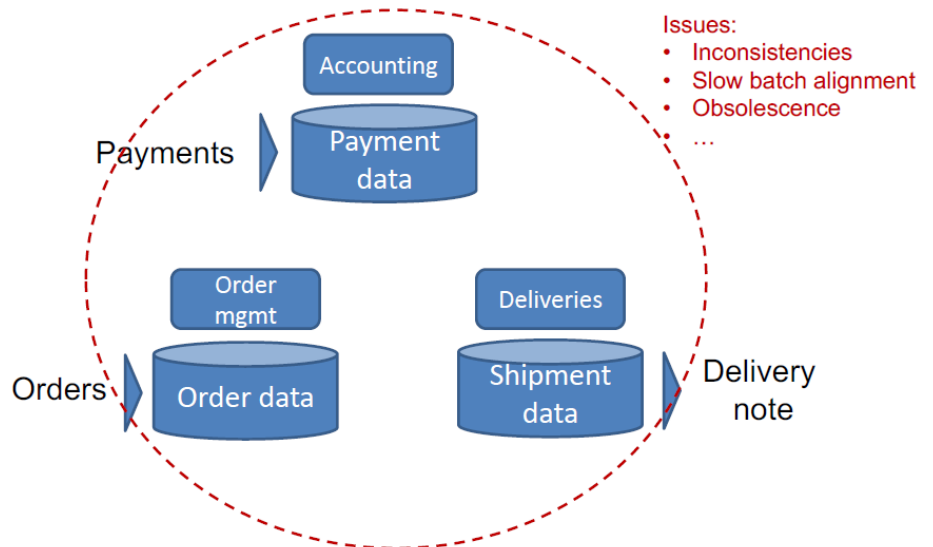 Issues:
• Inconsistencies
• Slow batch alignment
• Obsolescence
• …
Accounting
Payments
Payment
data
Order
mgmt
Deliveries
Orders
Order data
Shipment
data
Delivery
note